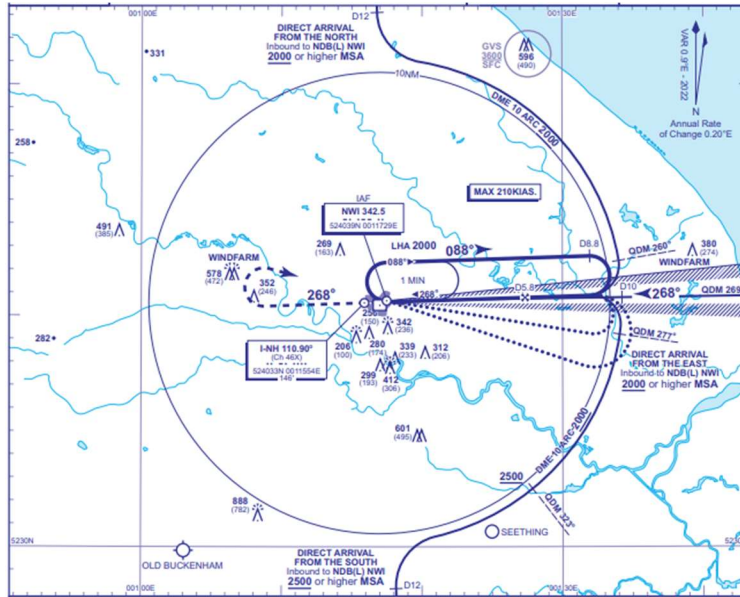 D12
001 00E
DIRECT ARRIVAL
FROM THE NORTH
Inbound to NDB(L) NWI
2000 or higher MSA
001 30E
331
GVS
3600
SFC
596
(490)
VAR 0.9°E - 2022
N
Annual Rate
of Change 0.20°E
10NM
DME 10 ARC 2000
258
IAF
NWI 342.5
524039N 0011729E
MAX 210KIAS.
491
(385)
269
(163)
LHA 2000
088°
D8.8
QDM 260°
380
(274)
WINDFARM
WINDFARM
578
(472)
352
(246)
088°
1 MIN
268°
268°
D5.8
D10
268°
QDM 269
(150)
342
(236)
282
206
(100)
280
(174)
339
(233)
312
(206)
QDM 277°
I-NH 110.90°
(Ch 46X)
524033N 0011554E
146'
299
(193)
412
(306)
DIRECT ARRIVAL
FROM THE EAST
Inbound to NDB(L) NWI
2000 or higher MSA
601
(495)
DME 10 ARC 2000
2500
888
(782)
QDM 323°
SEETHING
5230N
5230
OLD BUCKENHAM
DIRECT ARRIVAL
FROM THE SOUTH
Inbound to NDB(L) NWI
2500 or higher MSA
001 00E
001 30E
D12